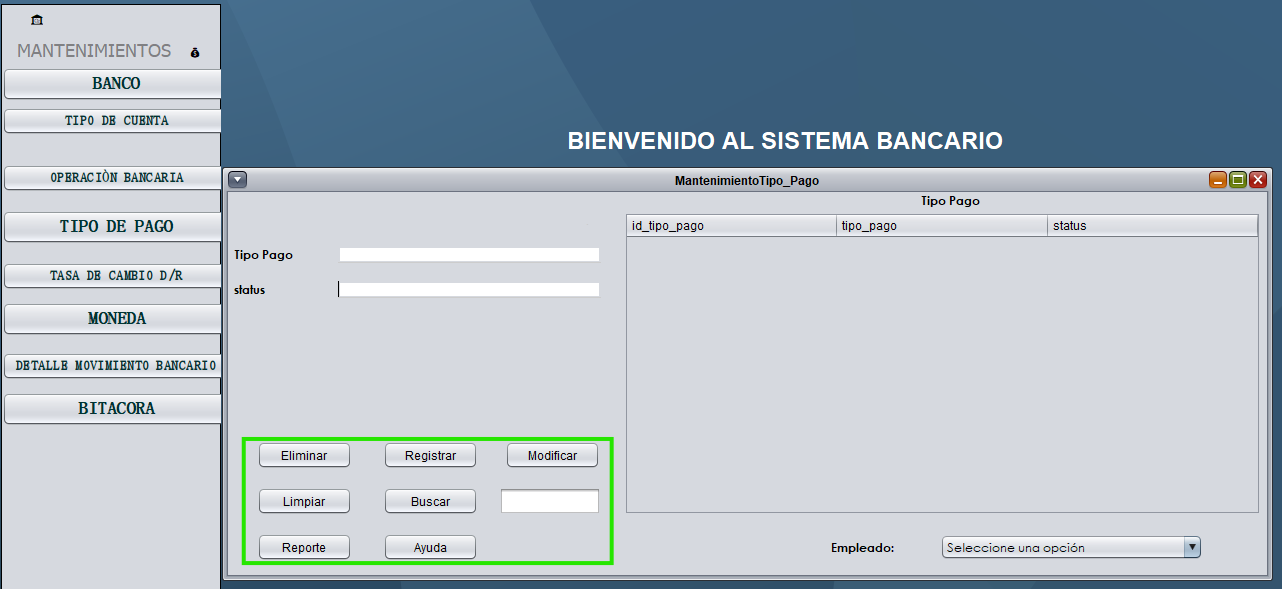 MANTENIMIENTOS
BANCO
TIPO DE CUENTA
OPERACIÒN BANCARIA
TIPO DE PAGO
TASA DE CAMBIO D/R
MONEDA
DETALLE MOVIMIENTO BANCARIO
BITACORA
BIENVENIDO AL SISTEMA BANCARIO
MantenimientoTipo_Pago
Tipo Pago
status
Eliminar Registrar Modificar
Limpiar Buscar
Reporte Ayuda
Tipo Pago
id_tipo_pago tipo_pago status
Empleado: Seleccione una opción